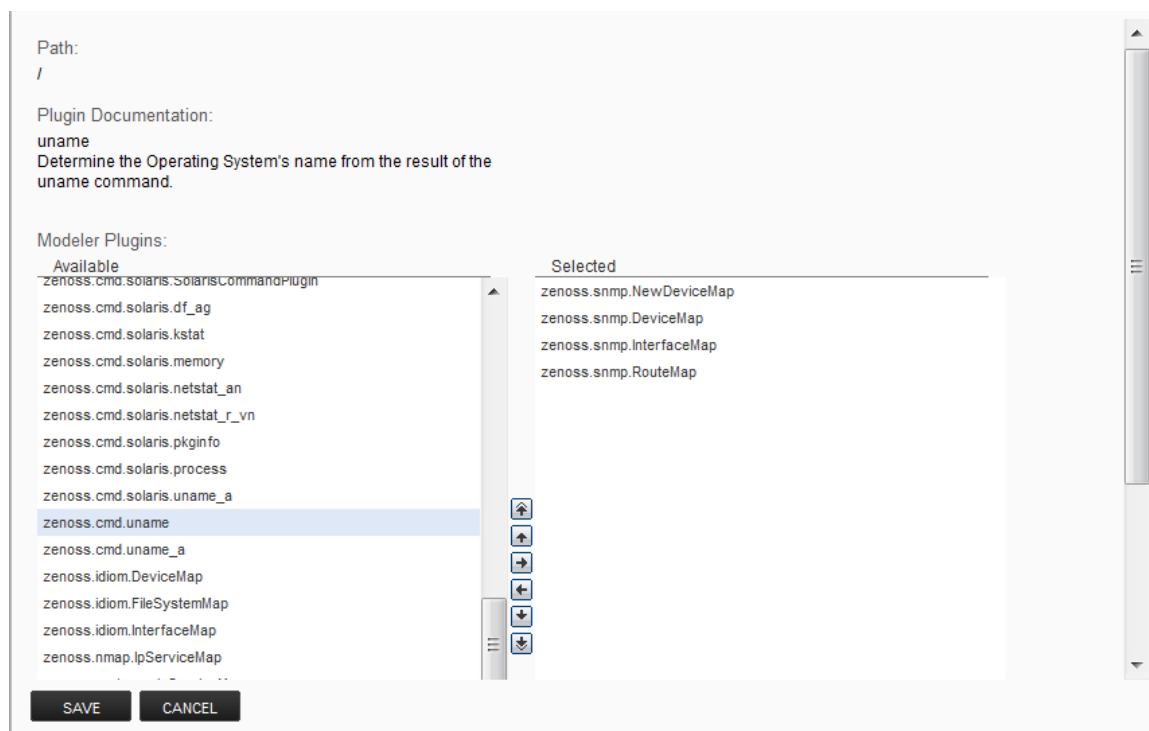 Path:
/
Plugin Documentation:
uname
Determine the Operating System's name from the result of the
uname command.
Modeler Plugins:
Available
zenoss.cmd.solaris.SolarisCommandPlugin
zenoss.cmd.solaris.df_ag
zenoss.cmd.solaris.kstat
zenoss.cmd.solaris.memory
zenoss.cmd.solaris.netstat_an
zenoss.cmd.solaris.netstat_r_vn
zenoss.cmd.solaris.pkginfo
zenoss.cmd.solaris.process
zenoss.cmd.solaris.uname_a
zenoss.cmd.uname
zenoss.cmd.uname_a
zenoss.idiom.DeviceMap
zenoss.idiom.FileSystemMap
zenoss.idiom.InterfaceMap
zenoss.nmap.IpServiceMap
Selected
zenoss.snmp.NewDeviceMap
zenoss.snmp.DeviceMap
zenoss.snmp.InterfaceMap
zenoss.snmp.RouteMap
SAVE CANCEL